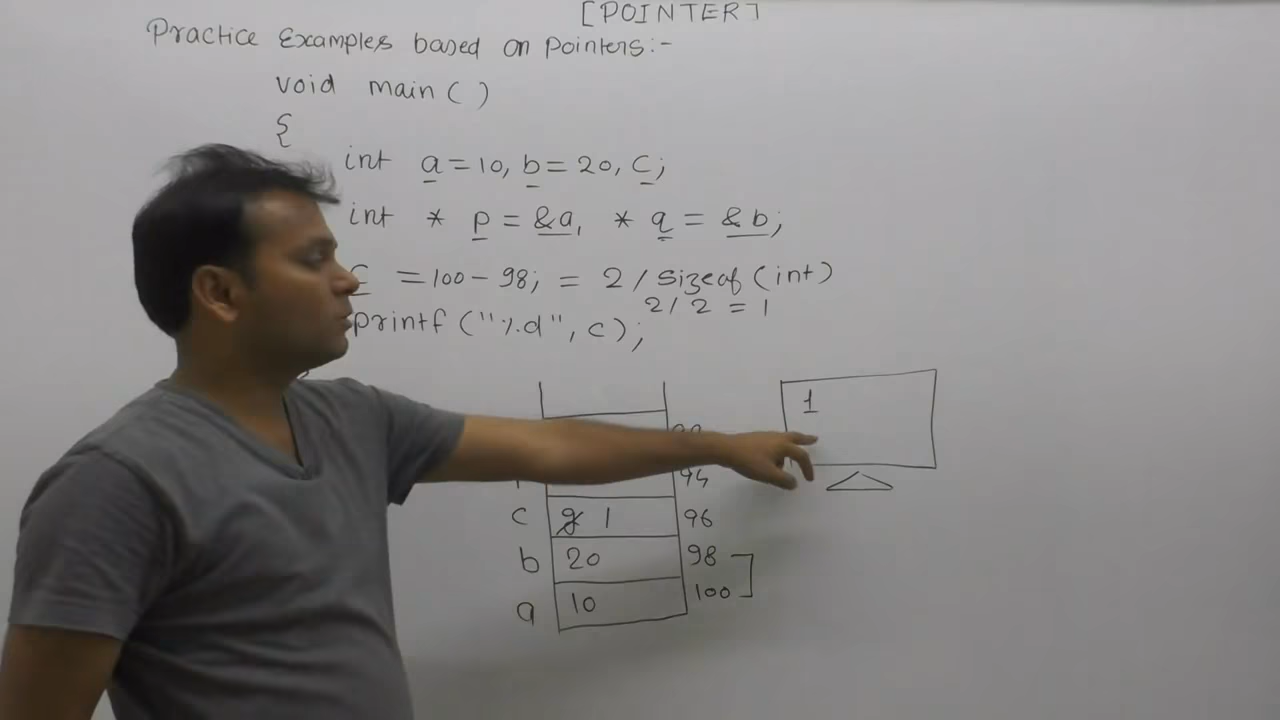 [POINTER]
Practice Examples based on pointers:-
void main ( )
{
int a = 10, b = 20, c;
int * p = &a, * q = &b;
c = 100 - 98; = 2 / sizeof (int)
2 / 2 = 1
printf ("%d", c);
1
94
c g 1 96
b 20 98
a 10 100